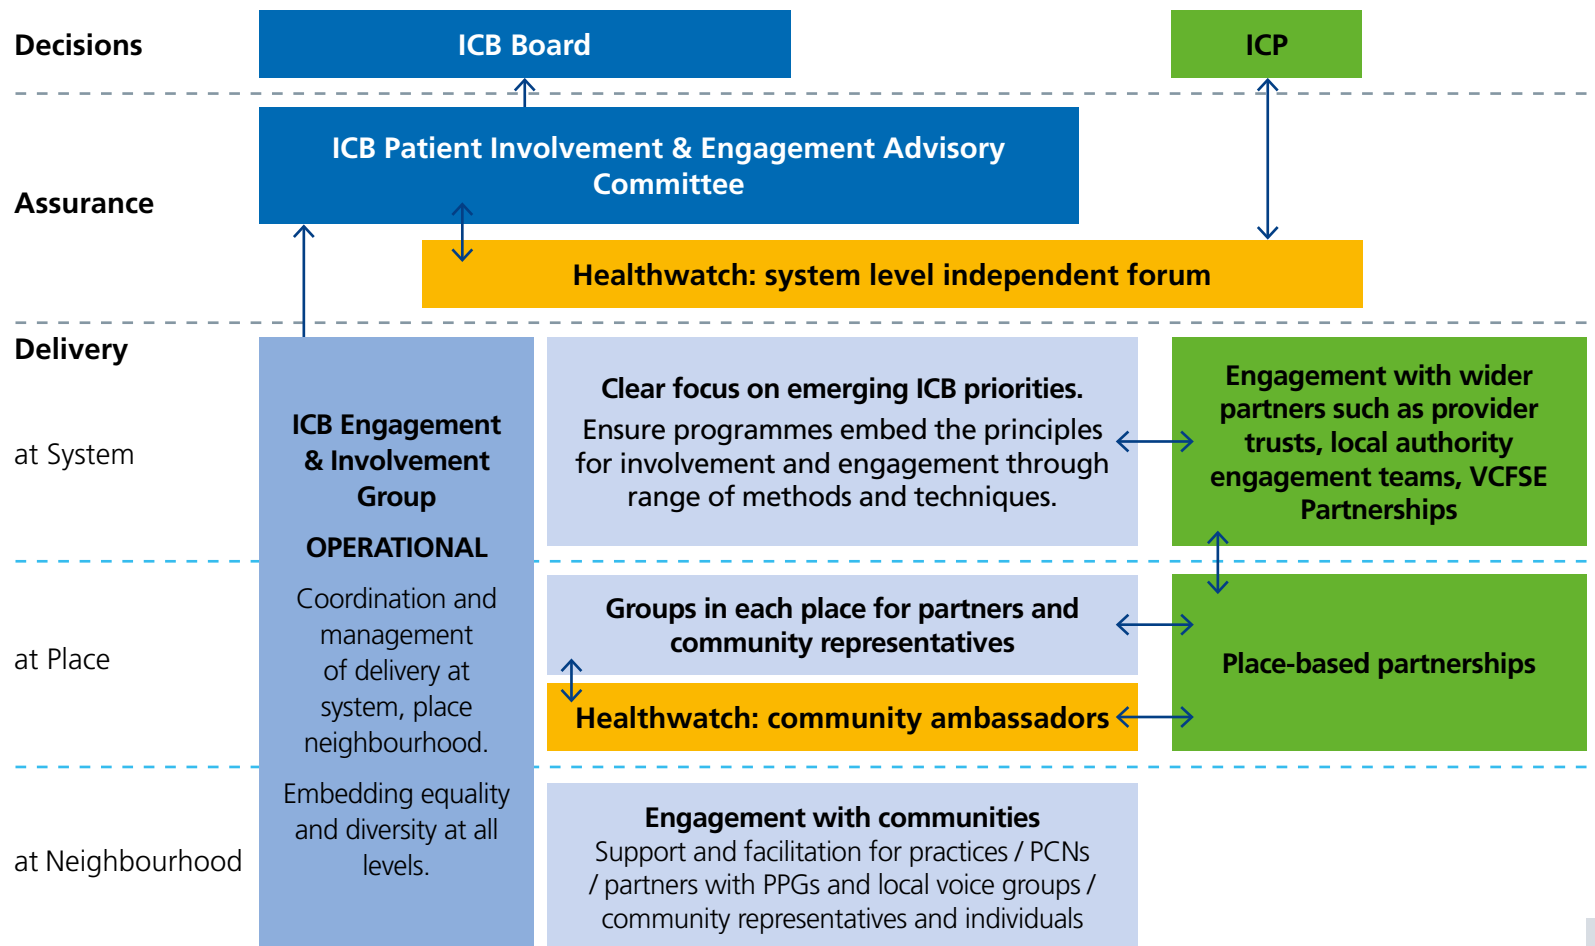 Decisions
ICB Board
ICP
Assurance
ICB Patient Involvement & Engagement Advisory
Committee
Healthwatch: system level independent forum
Delivery
at System
ICB Engagement
& Involvement
Group
OPERATIONAL
Coordination and
management
of delivery at
system, place
neighbourhood.
Embedding equality
and diversity at all
levels.
Clear focus on emerging ICB priorities.
Ensure programmes embed the principles
for involvement and engagement through
range of methods and techniques.
Engagement with wider
partners such as provider
trusts, local authority
engagement teams, VCFSE
Partnerships
at Place
Groups in each place for partners and
community representatives
Healthwatch: community ambassadors
Place-based partnerships
at Neighbourhood
Engagement with communities
Support and facilitation for practices / PCNs
/ partners with PPGs and local voice groups /
community representatives and individuals